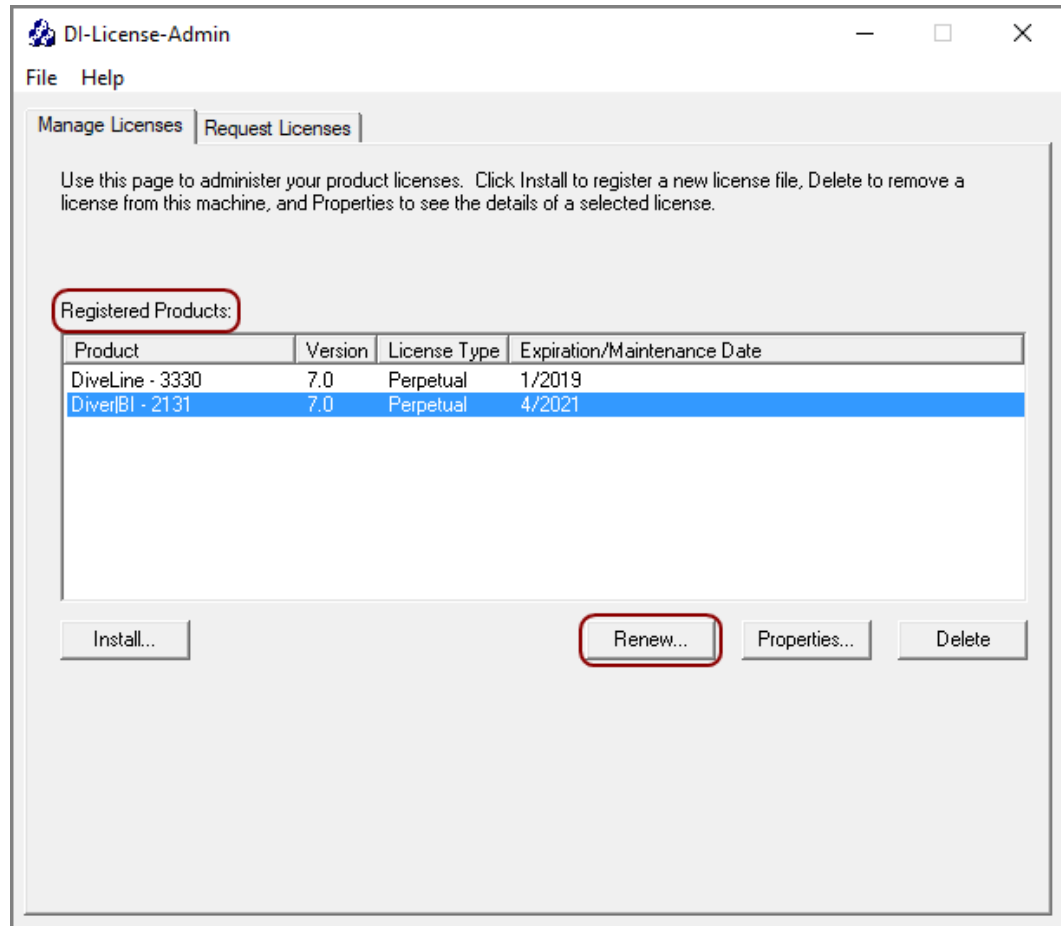 DI-License-Admin
File Help
Manage Licenses Request Licenses
Use this page to administer your product licenses. Click Install to register a new license file, Delete to remove a
license from this machine, and Properties to see the details of a selected license.
Registered Products:
Product Version License Type Expiration/Maintenance Date
DiveLine - 3330 7.0 Perpetual 1/2019
Diver|BI - 2131 7.0 Perpetual 4/2021
Install... Renew... Properties... Delete